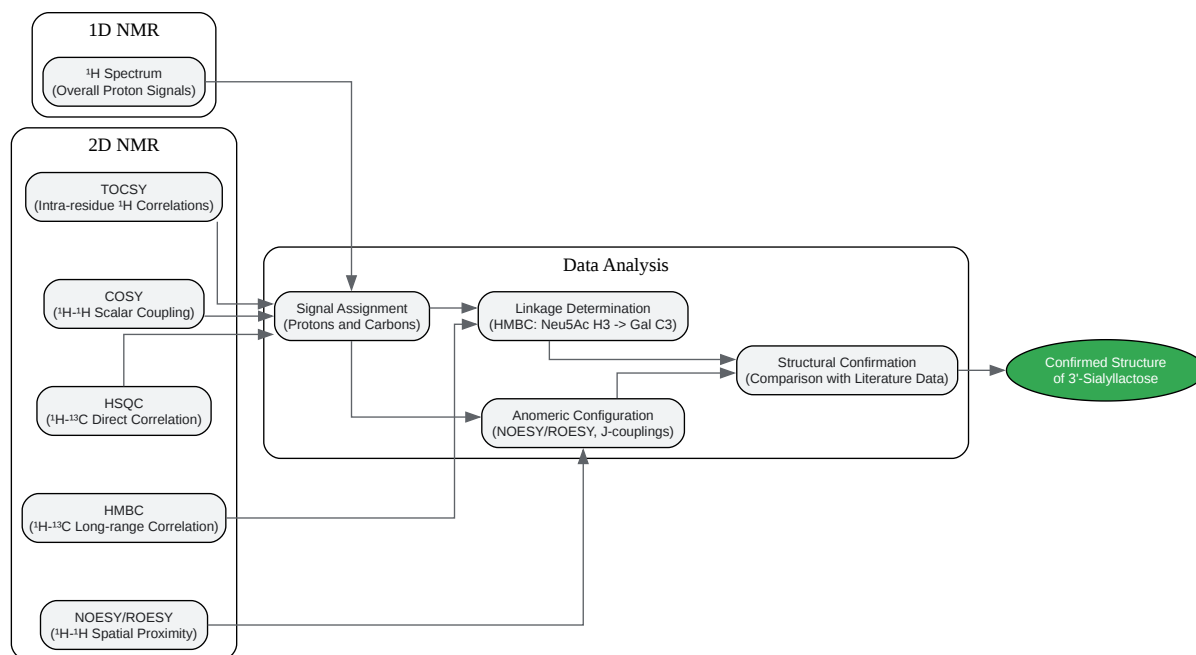 1D NMR
¹H Spectrum
(Overall Proton Signals)
2D NMR
TOCSY
(Intra-residue ¹H Correlations)
COSY
(¹H-¹H Scalar Coupling)
HSQC
(¹H-¹³C Direct Correlation)
HMBC
(¹H-¹³C Long-range Correlation)
NOESY/ROESY
(¹H-¹H Spatial Proximity)
Data Analysis
Signal Assignment
(Protons and Carbons)
Linkage Determination
(HMBC: Neu5Ac H3 -> Gal C3)
Anomeric Configuration
(NOESY/ROESY, J-couplings)
Structural Confirmation
(Comparison with Literature Data)
Confirmed Structure
of 3'-Sialyllactose